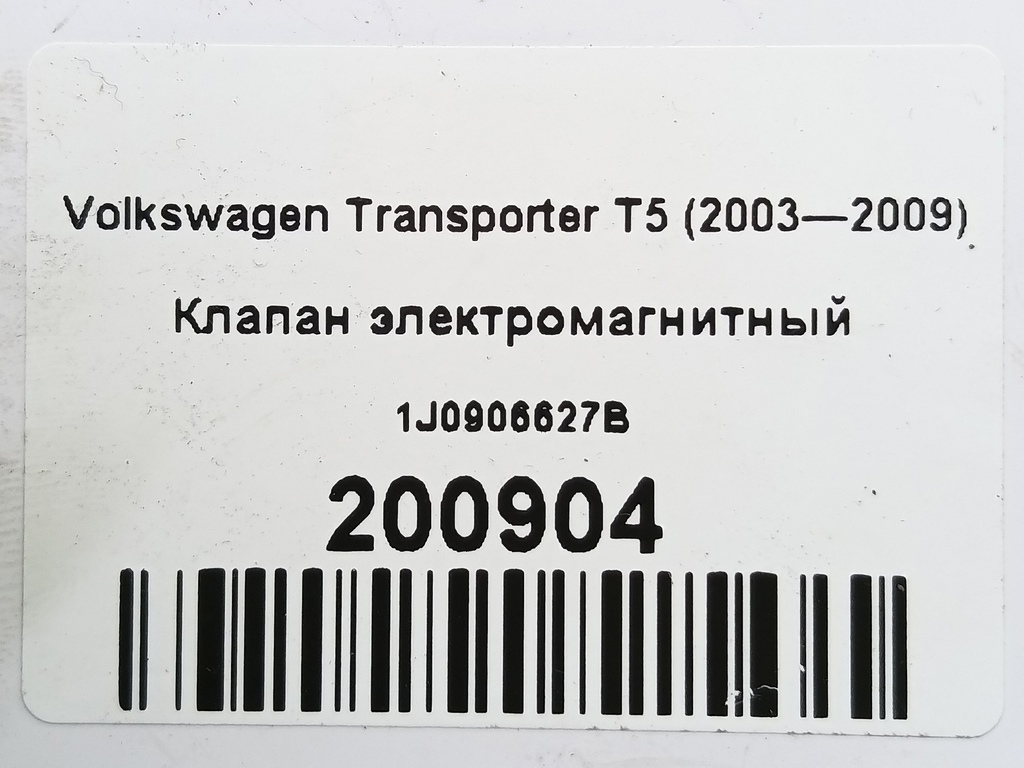 Volkswagen Transporter T5 (2003—2009)
Клапан электромагнитный
1J0906627B
200904